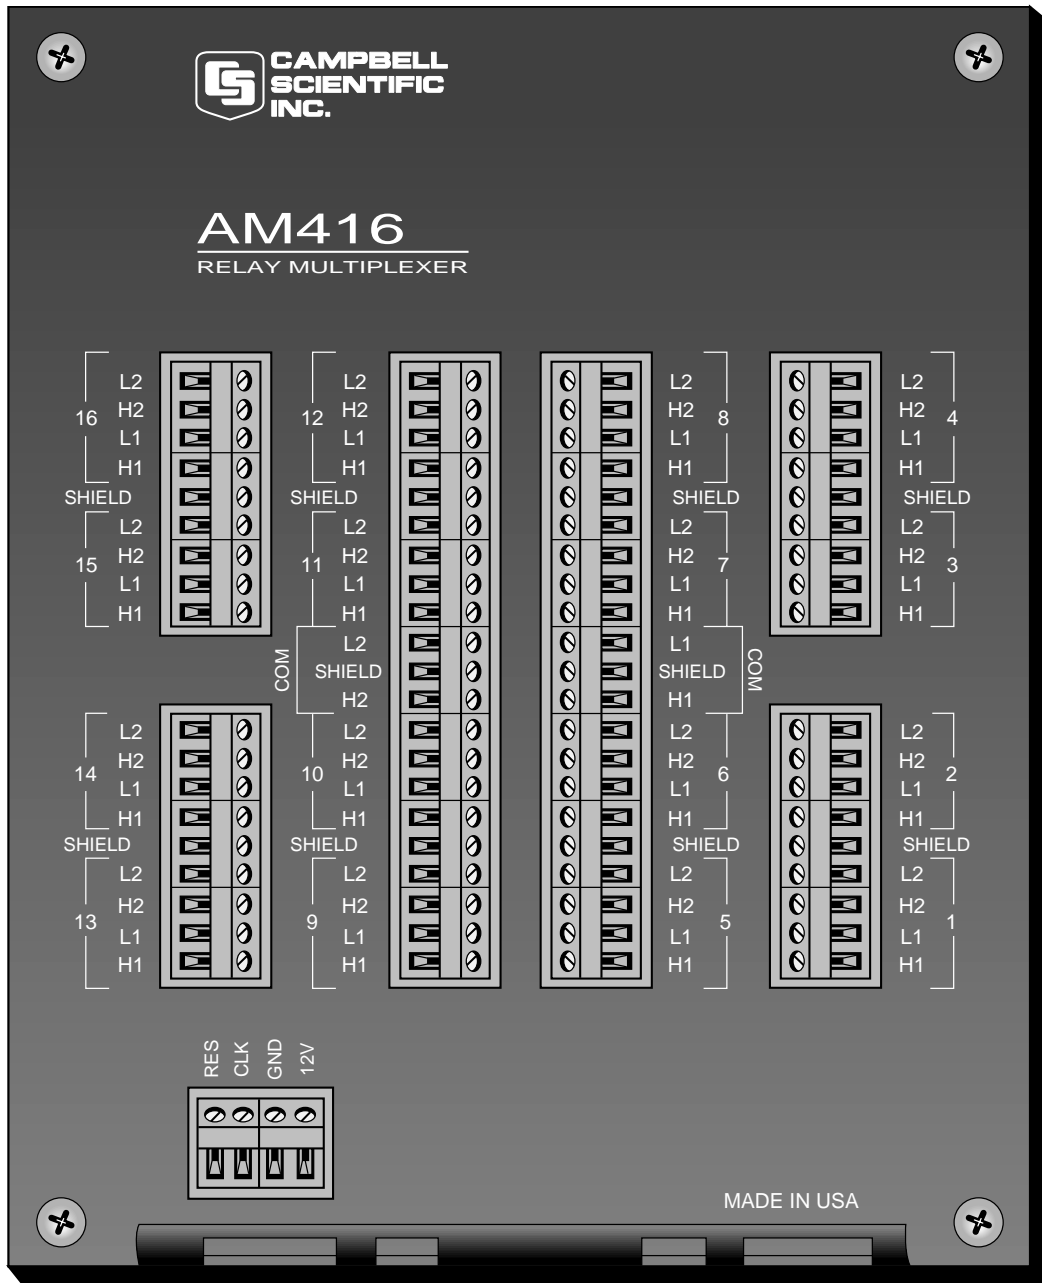 CAMPBELL
SCIENTIFIC
INC.
AM416
RELAY MULTIPLEXER
16
L2
H2
L1
H1
SHIELD
15
L2
H2
L1
H1
14
L2
H2
L1
H1
SHIELD
13
L2
H2
L1
H1
12
L2
H2
L1
H1
SHIELD
11
L2
H2
L1
H1
COM
L2
SHIELD
H2
10
L2
H2
L1
H1
SHIELD
9
L2
H2
L1
H1
L2
H2
L1
H1
8
SHIELD
L2
H2
L1
H1
7
L1
SHIELD
H1
COM
L2
H2
L1
H1
6
SHIELD
L2
H2
L1
H1
5
L2
H2
L1
H1
4
SHIELD
L2
H2
L1
H1
3
L2
H2
L1
H1
2
SHIELD
L2
H2
L1
H1
1
RES
CLK
GND
12V
MADE IN USA